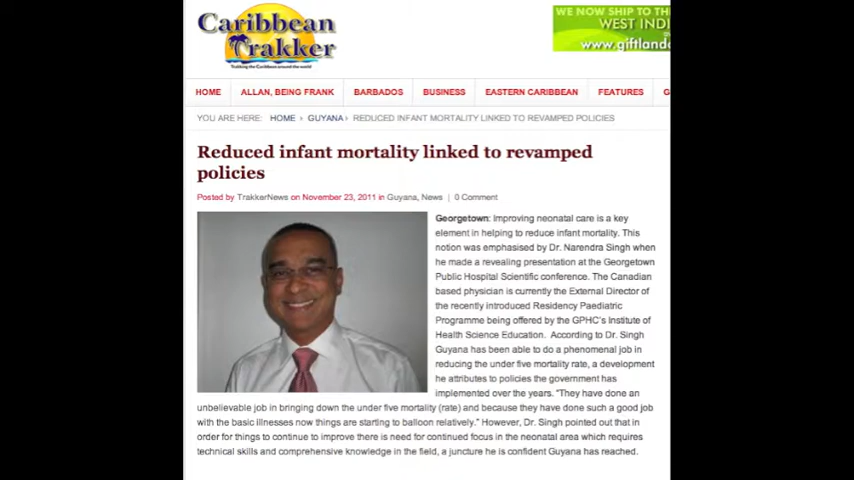 Caribbean
Trakker
Trakking the Caribbean around the world
WE NOW SHIP TO THE
WEST INDI
www.giftland
HOME ALLAN, BEING FRANK BARBADOS BUSINESS EASTERN CARIBBEAN FEATURES G
YOU ARE HERE: HOME › GUYANA › REDUCED INFANT MORTALITY LINKED TO REVAMPED POLICIES
Reduced infant mortality linked to revamped
policies
Posted by TrakkerNews on November 23, 2011 in Guyana, News | 0 Comment
Georgetown: Improving neonatal care is a key
element in helping to reduce infant mortality. This
notion was emphasised by Dr. Narendra Singh when
he made a revealing presentation at the Georgetown
Public Hospital Scientific conference. The Canadian
based physician is currently the External Director of
the recently introduced Residency Paediatric
Programme being offered by the GPHC's Institute of
Health Science Education. According to Dr. Singh
Guyana has been able to do a phenomenal job in
reducing the under five mortality rate, a development
he attributes to policies the government has
implemented over the years. "They have done an
unbelievable job in bringing down the under five mortality (rate) and because they have done such a good job
with the basic illnesses now things are starting to balloon relatively." However, Dr. Singh pointed out that in
order for things to continue to improve there is need for continued focus in the neonatal area which requires
technical skills and comprehensive knowledge in the field, a juncture he is confident Guyana has reached.